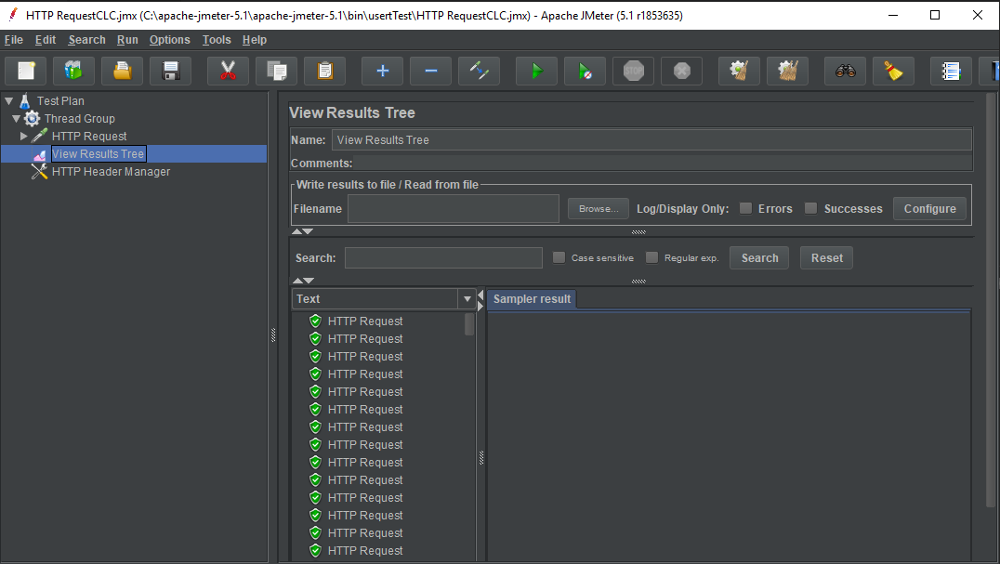 HTTP RequestCLC.jmx (C:\apache-jmeter-5.1\apache-jmeter-5.1\bin\usertTest\HTTP RequestCLC.jmx) - Apache JMeter (5.1 r1853635)
File Edit Search Run Options Tools Help
STOP
Test Plan
Thread Group
HTTP Request
View Results Tree
HTTP Header Manager
View Results Tree
Name: View Results Tree
Comments:
Write results to file / Read from file
Filename Browse... Log/Display Only: Errors Successes Configure
Search: Case sensitive Regular exp. Search Reset
Text Sampler result
HTTP Request
HTTP Request
HTTP Request
HTTP Request
HTTP Request
HTTP Request
HTTP Request
HTTP Request
HTTP Request
HTTP Request
HTTP Request
HTTP Request
HTTP Request
HTTP Request